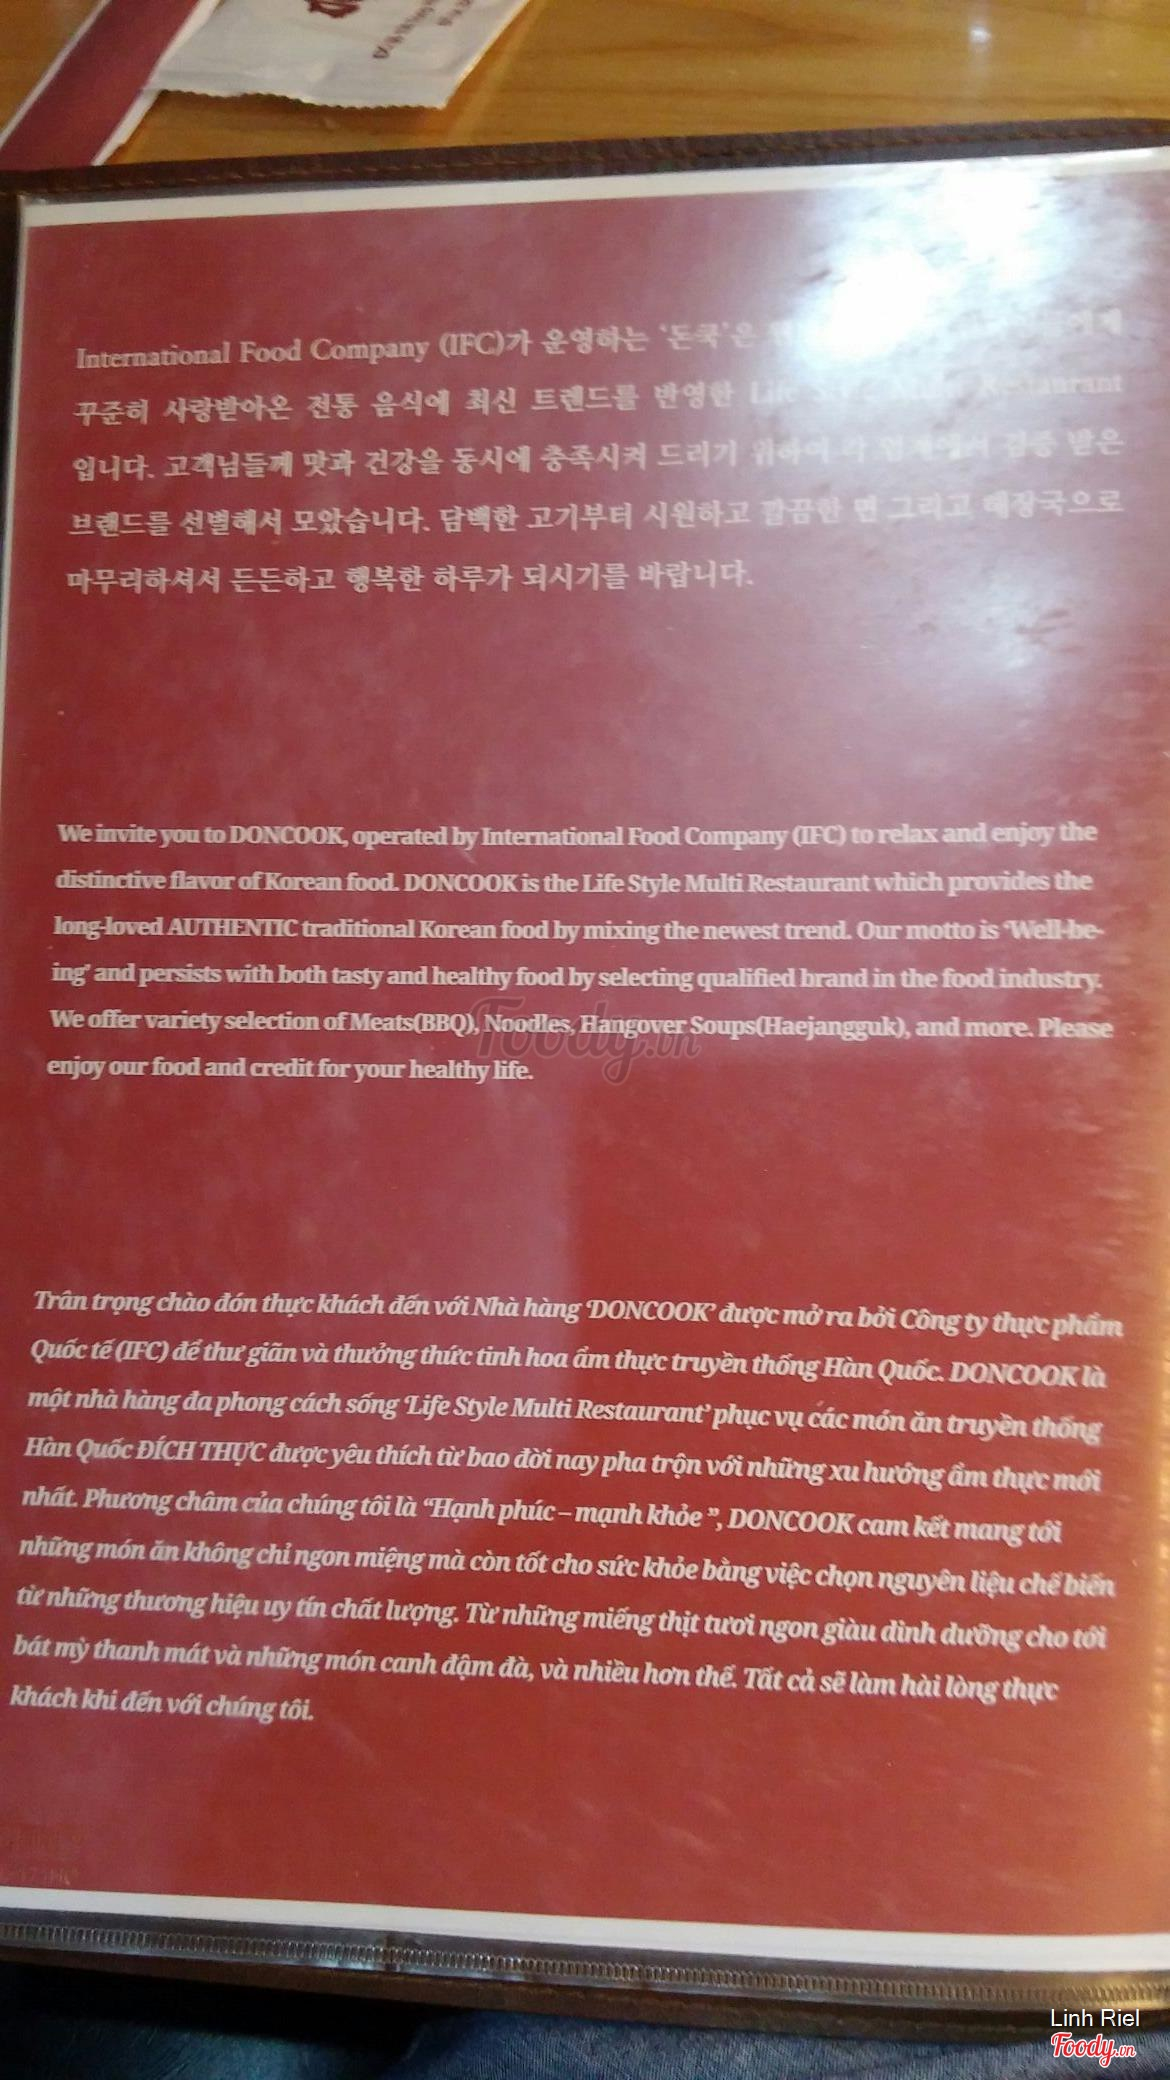 International Food Company (IFC)가 운영하는 ‘돈쿡’은
꾸준히 사랑받아온 전통 음식에 최신 트렌드를 반영한 Life Restaurant
입니다. 고객님들께 맛과 건강을 동시에 충족시켜 드리기 위하여 각 업계에서 검증 받은
브랜드를 선별해서 모았습니다. 담백한 고기부터 시원하고 깔끔한 면 그리고 해장국으로
마무리하셔서 든든하고 행복한 하루가 되시기를 바랍니다.
We invite you to DONCOOK, operated by International Food Company (IFC) to relax and enjoy the
distinctive flavor of Korean food. DONCOOK is the Life Style Multi Restaurant which provides the
long-loved AUTHENTIC traditional Korean food by mixing the newest trend. Our motto is ‘Well-be-
ing’ and persists with both tasty and healthy food by selecting qualified brand in the food industry.
We offer variety selection of Meats(BBQ), Noodles, Hangover Soups(Haejangguk), and more. Please
enjoy our food and credit for your healthy life.
Foody.vn
Trân trọng chào đón thực khách đến với Nhà hàng ‘DONCOOK’ được mở ra bởi Công ty thực phẩm
Quốc tế (IFC) để thư giãn và thưởng thức tinh hoa ẩm thực truyền thống Hàn Quốc. DONCOOK là
một nhà hàng đa phong cách sống ‘Life Style Multi Restaurant’ phục vụ các món ăn truyền thống
Hàn Quốc ĐÍCH THỰC được yêu thích từ bao đời nay pha trộn với những xu hướng ẩm thực mới
nhất. Phương châm của chúng tôi là “Hạnh phúc – mạnh khỏe ”, DONCOOK cam kết mang tới
những món ăn không chỉ ngon miệng mà còn tốt cho sức khỏe bằng việc chọn nguyên liệu chế biến
từ những thương hiệu uy tín chất lượng. Từ những miếng thịt tươi ngon giàu dinh dưỡng cho tới
bát mỳ thanh mát và những món canh đậm đà, và nhiều hơn thế. Tất cả sẽ làm hài lòng thực
khách khi đến với chúng tôi.
Linh Riel
Foody.vn